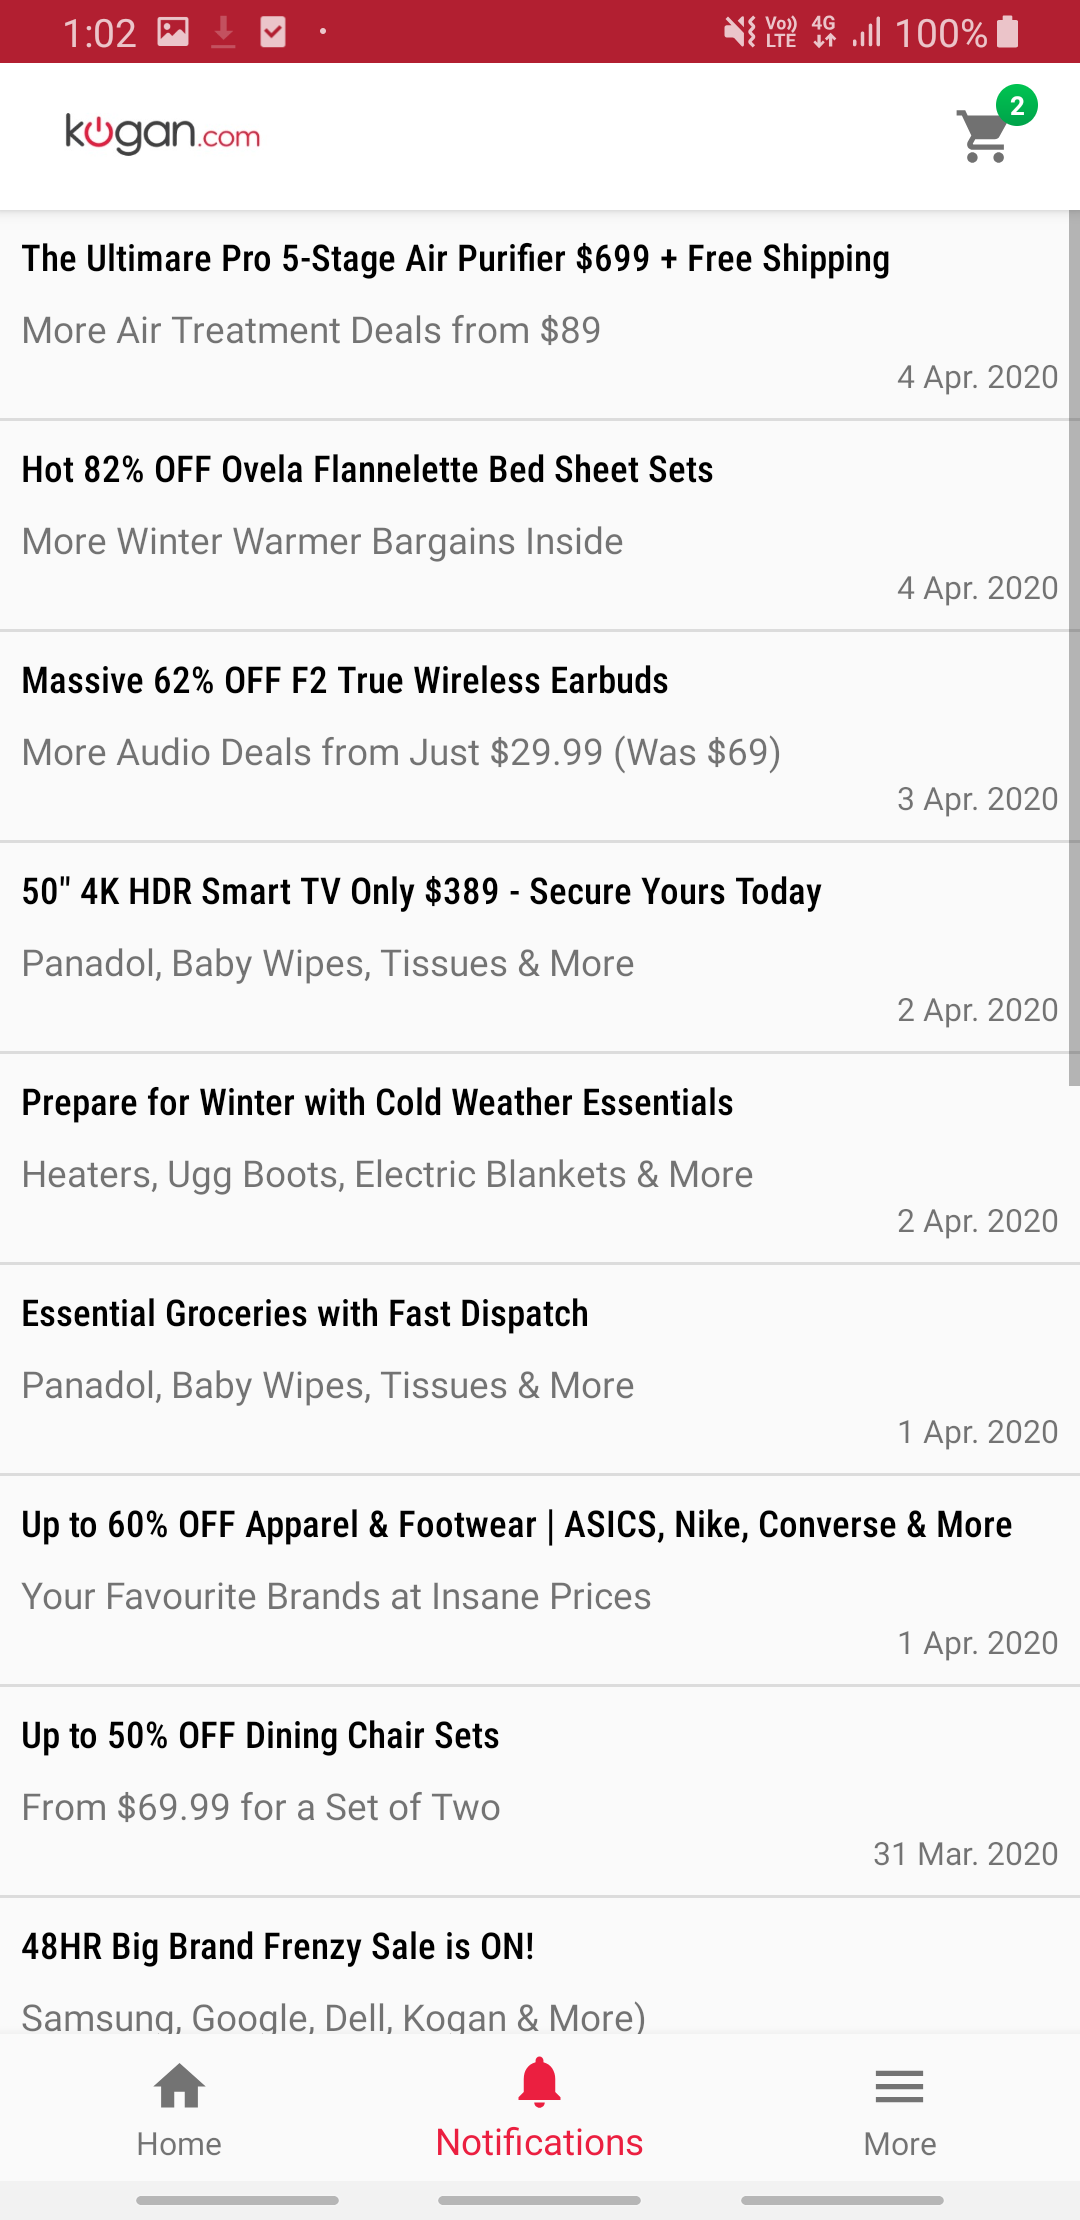 1:02 Vo)) LTE 4G 100%
kogan.com 2
The Ultimare Pro 5-Stage Air Purifier $699 + Free Shipping
More Air Treatment Deals from $89
4 Apr. 2020
Hot 82% OFF Ovela Flannelette Bed Sheet Sets
More Winter Warmer Bargains Inside
4 Apr. 2020
Massive 62% OFF F2 True Wireless Earbuds
More Audio Deals from Just $29.99 (Was $69)
3 Apr. 2020
50" 4K HDR Smart TV Only $389 - Secure Yours Today
Panadol, Baby Wipes, Tissues & More
2 Apr. 2020
Prepare for Winter with Cold Weather Essentials
Heaters, Ugg Boots, Electric Blankets & More
2 Apr. 2020
Essential Groceries with Fast Dispatch
Panadol, Baby Wipes, Tissues & More
1 Apr. 2020
Up to 60% OFF Apparel & Footwear | ASICS, Nike, Converse & More
Your Favourite Brands at Insane Prices
1 Apr. 2020
Up to 50% OFF Dining Chair Sets
From $69.99 for a Set of Two
31 Mar. 2020
48HR Big Brand Frenzy Sale is ON!
Samsung, Google, Dell, Kogan & More)
Home
Notifications
More